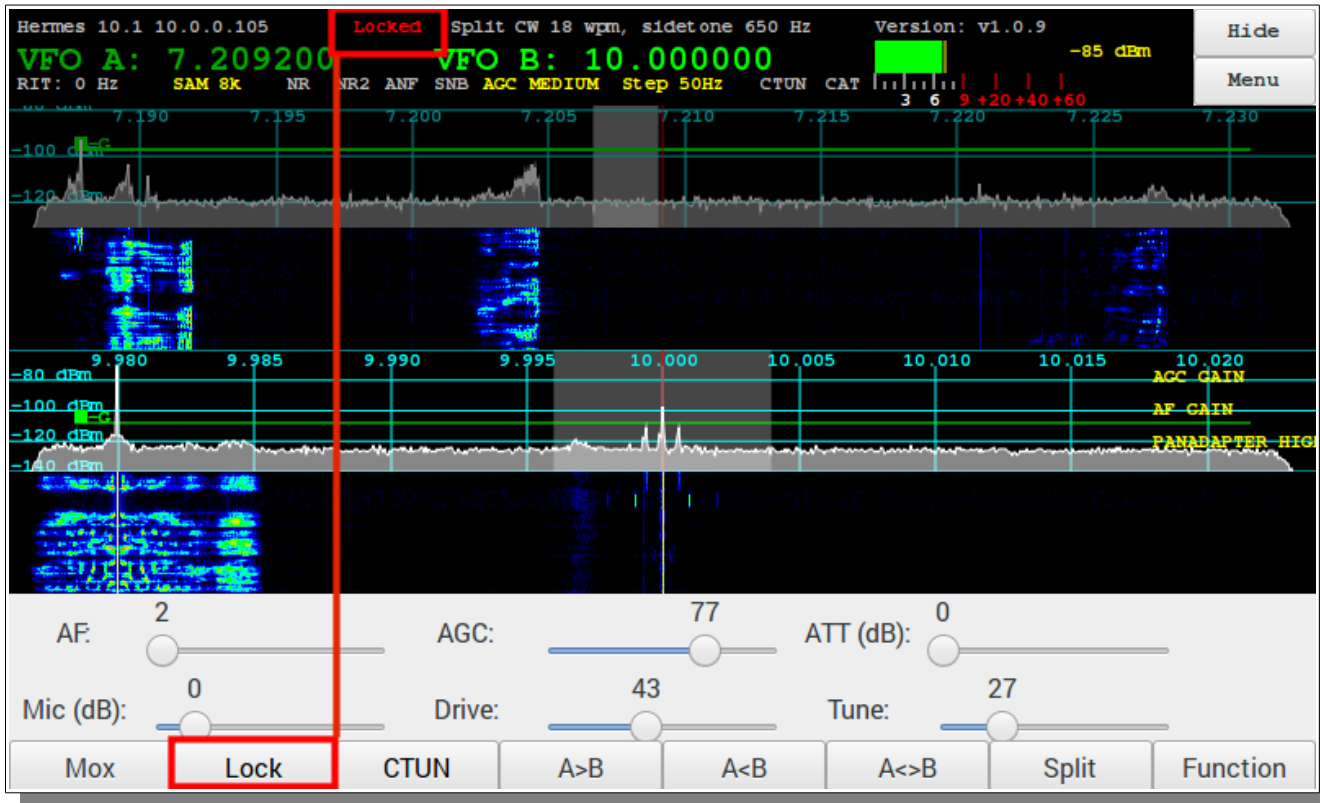 Hermes 10.1 10.0.0.105 Locked Split CW 18 wpm, sidetone 650 Hz Version: v1.0.9 Hide
VFO A: 7.209200 VFO B: 10.000000 -85 dBm
RIT: 0 Hz SAM 8k NR NR2 ANF SNB AGC MEDIUM Step 50Hz CTUN CAT Menu
3 6 9 +20 +40 +60
7.190 7.195 7.200 7.205 7.210 7.215 7.220 7.225 7.230
-100 dBm -G
-120 dBm
9.980 9.985 9.990 9.995 10.000 10.005 10.010 10.015 10.020
-80 dBm AGC GAIN
-100 dBm AF GAIN
-G
-120 dBm PANADAPTER HIG
-140 dBm
2 77 0
AF: AGC: ATT (dB):
0 43 27
Mic (dB): Drive: Tune:
Mox Lock CTUN A>B A<B A<>B Split Function